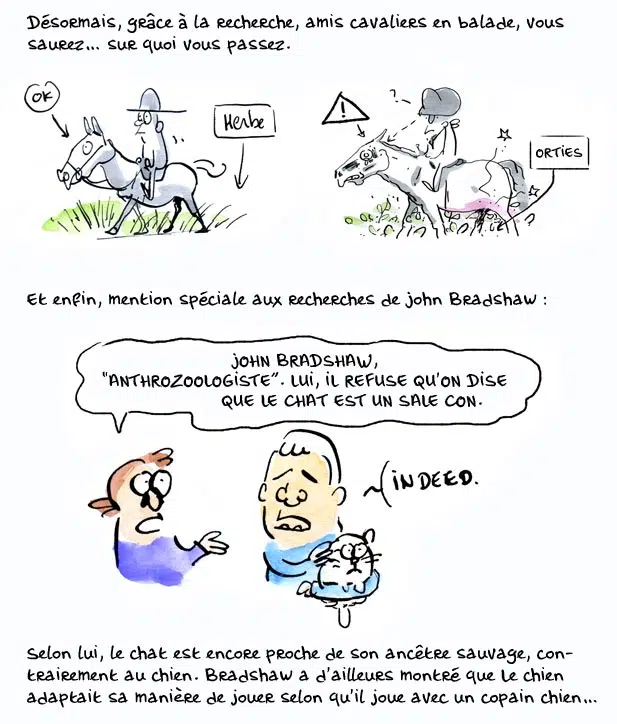 Désormais, grâce à la recherche, amis cavaliers en balade, vous
saurez... sur quoi vous passez.
OK
Herbe
!
?
ORTIES
Et enfin, mention spéciale aux recherches de john Bradshaw :
JOHN BRADSHAW,
"ANTHROZOOLOGISTE". LUI, IL REFUSE QU'ON DISE
QUE LE CHAT EST UN SALE CON.
INDEED.
Selon lui, le chat est encore proche de son ancêtre sauvage, con-
trairement au chien. Bradshaw a d'ailleurs montré que le chien
adaptait sa manière de jouer selon qu'il joue avec un copain chien...